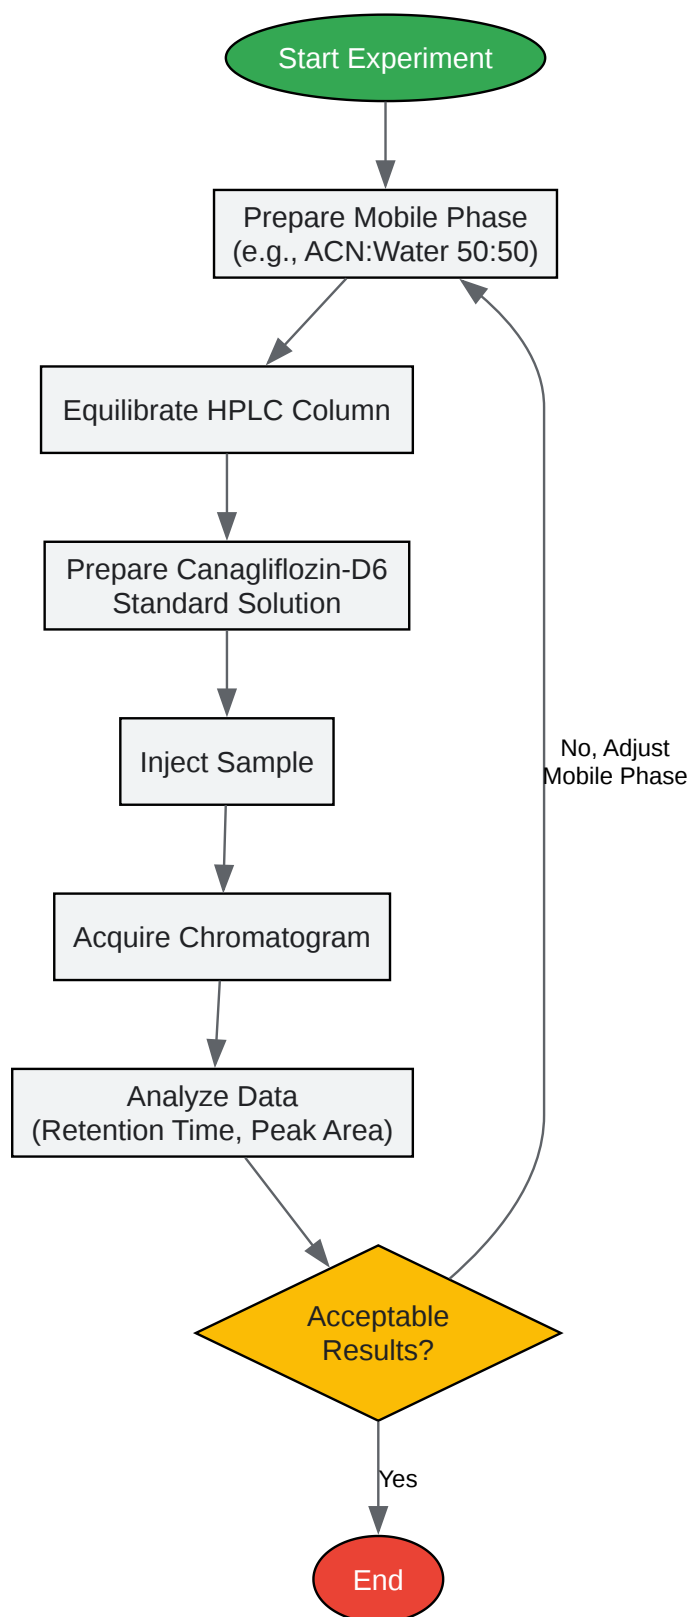 Start Experiment
Prepare Mobile Phase
(e.g., ACN:Water 50:50)
Equilibrate HPLC Column
Prepare Canagliflozin-D6
Standard Solution
Inject Sample
No, Adjust
Mobile Phase
Acquire Chromatogram
Analyze Data
(Retention Time, Peak Area)
Acceptable
Results?
Yes
End